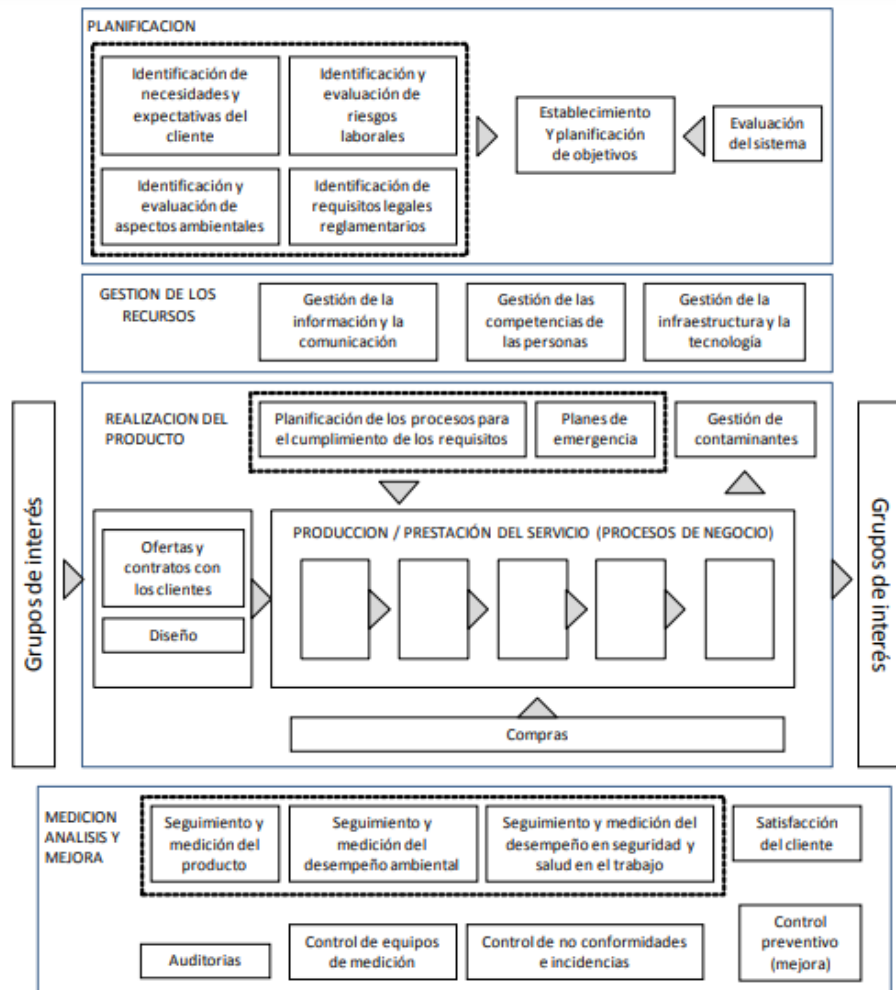 PLANIFICACION
Identificación de
necesidades y
expectativas del
cliente
Identificación y
evaluación de
riesgos
laborales
Identificación y
evaluación de
aspectos ambientales
Identificación de
requisitos legales
reglamentarios
Establecimiento
Y planificación
de objetivos
Evaluación
del sistema
GESTION DE LOS
RECURSOS
Gestión de la
información y la
comunicación
Gestión de las
competencias de
las personas
Gestión de la
infraestructura y la
tecnología
Grupos de interés
REALIZACION DEL
PRODUCTO
Planificación de los procesos para
el cumplimiento de los requisitos
Planes de
emergencia
Gestión de
contaminantes
Ofertas y
contratos con
los clientes
Diseño
PRODUCCION / PRESTACIÓN DEL SERVICIO (PROCESOS DE NEGOCIO)
Compras
Grupos de interés
MEDICION
ANALISIS Y
MEJORA
Seguimiento y
medición del
producto
Seguimiento y
medición del
desempeño ambiental
Seguimiento y medición del
desempeño en seguridad y
salud en el trabajo
Satisfacción
del cliente
Auditorias
Control de equipos
de medición
Control de no conformidades
e incidencias
Control
preventivo
(mejora)